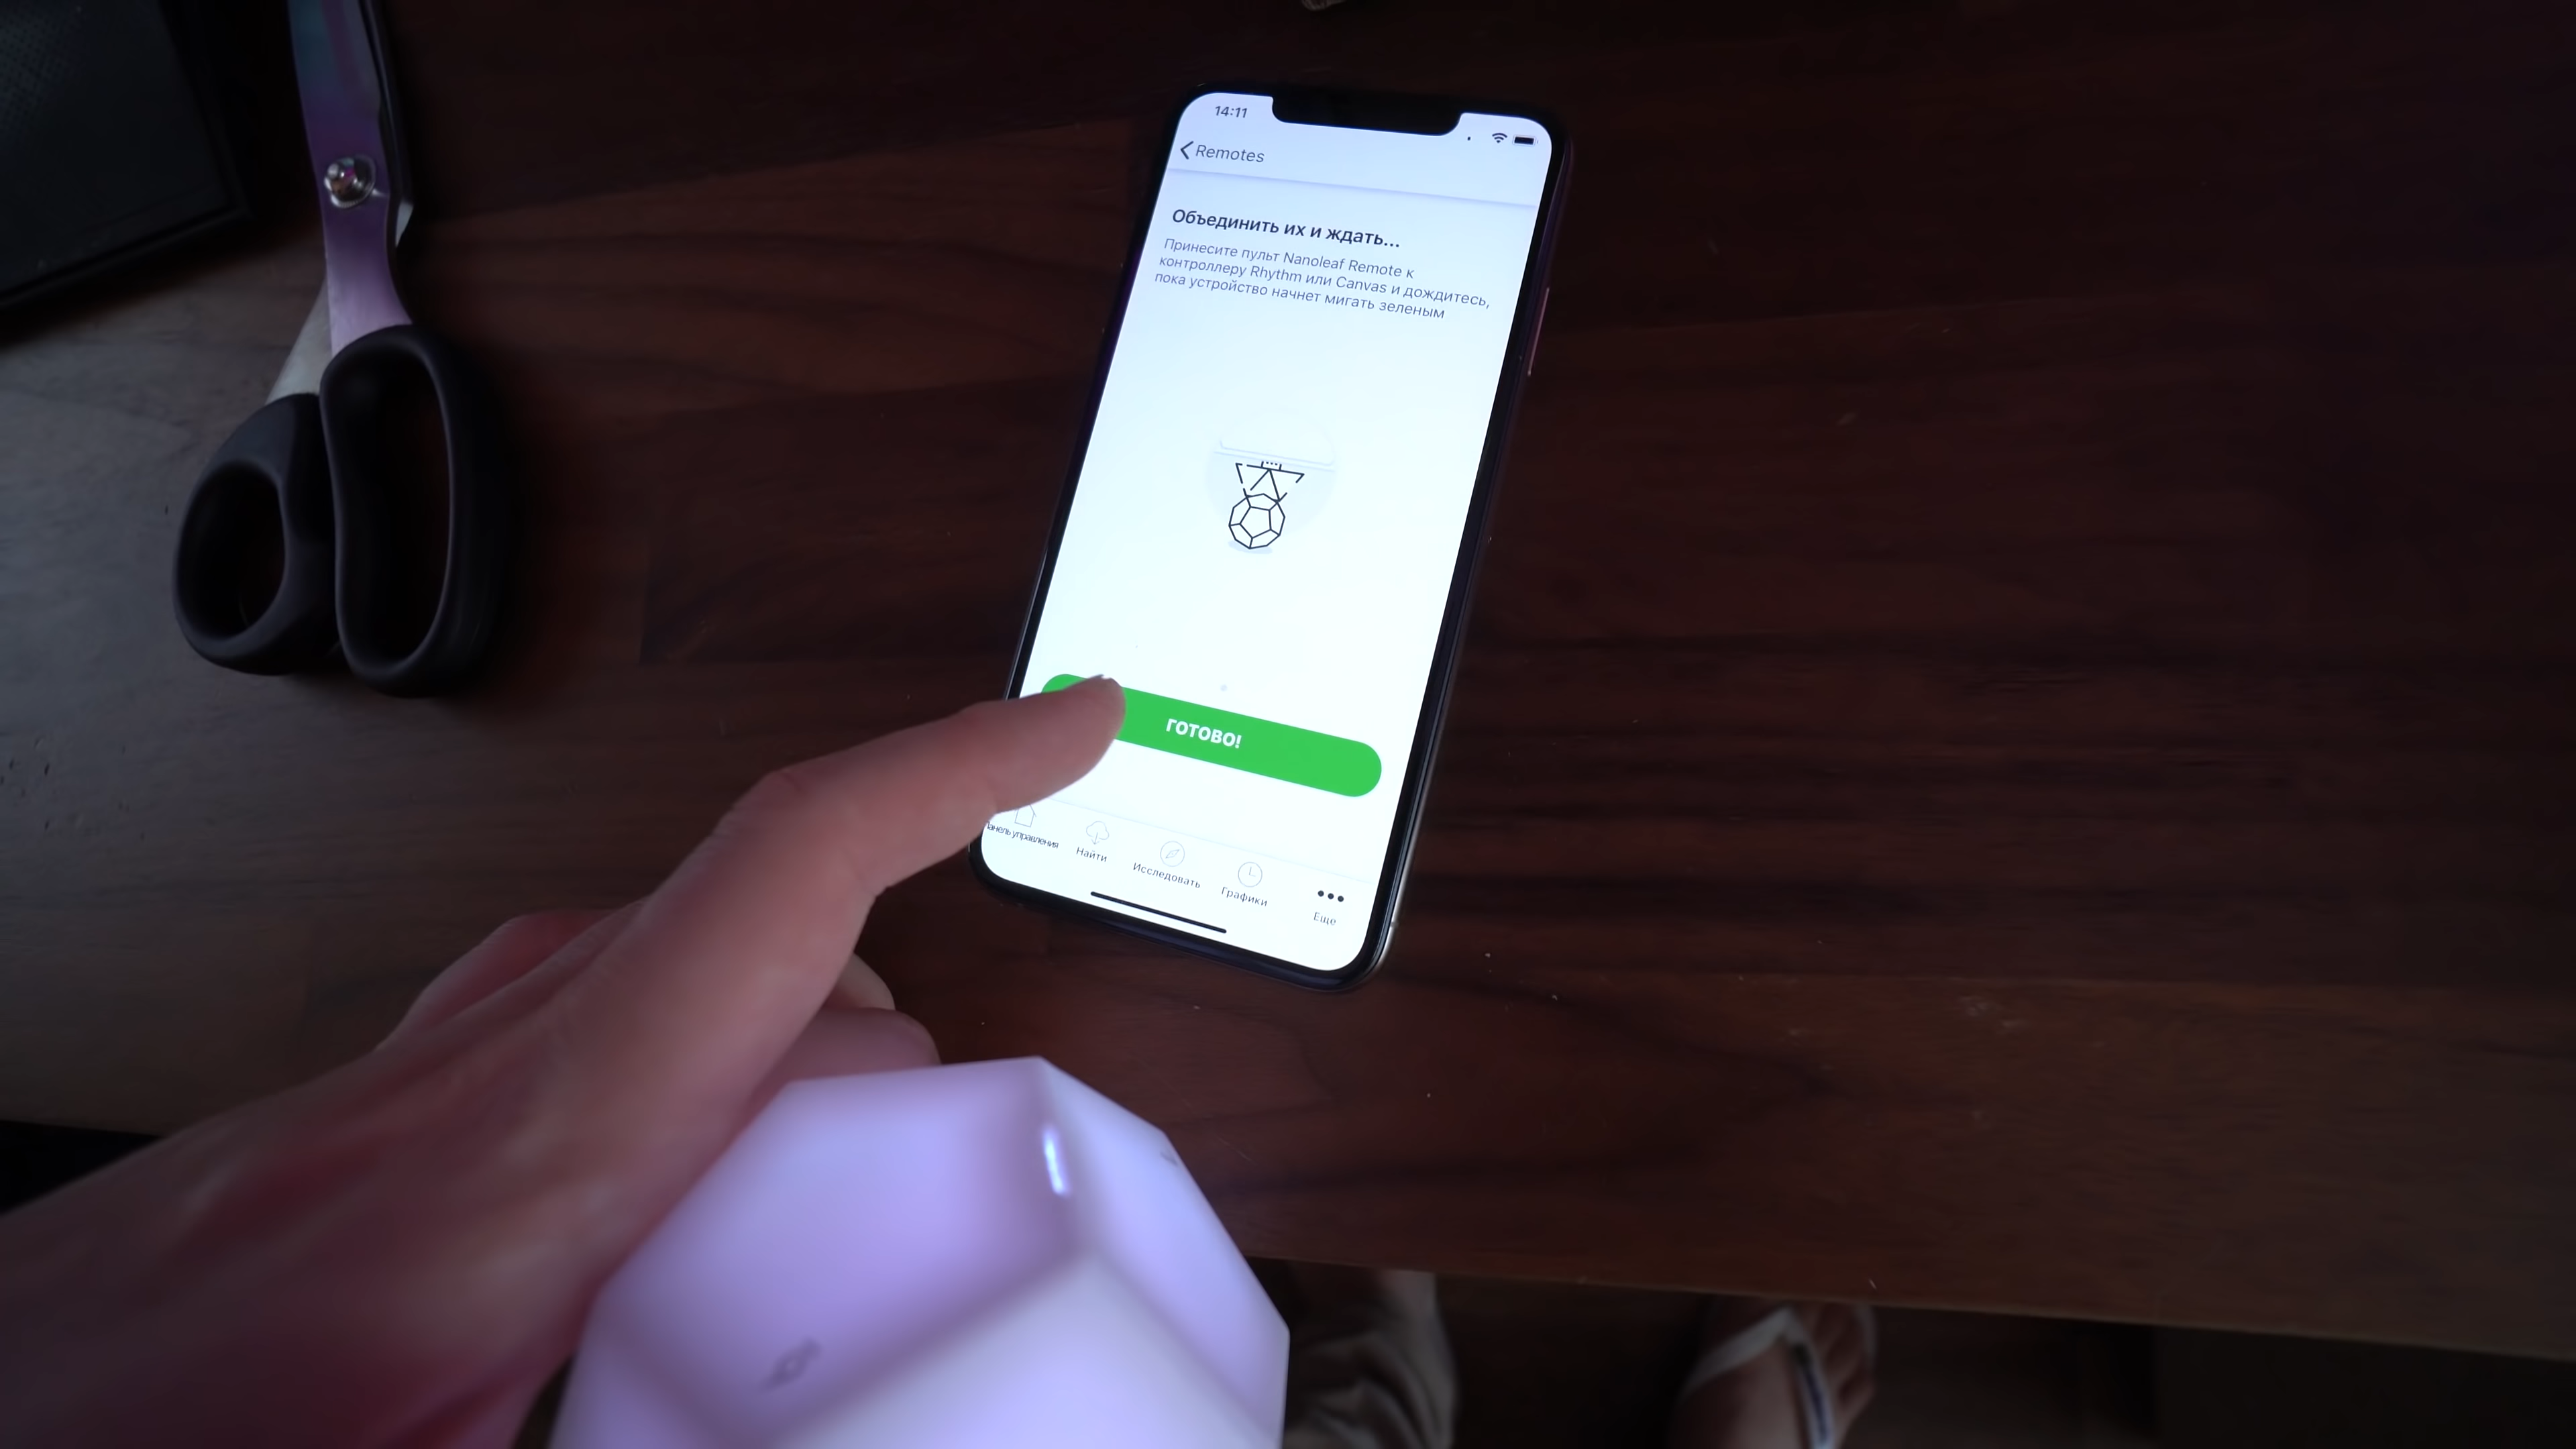 14:11
Remotes
Объединить их и ждать...
Принесите пульт Nanoleaf Remote к
контроллеру Rhythm или Canvas и дождитесь,
пока устройство начнет мигать зеленым
ГОТОВО!
управления
Найти
Исследовать
Графики
Еще